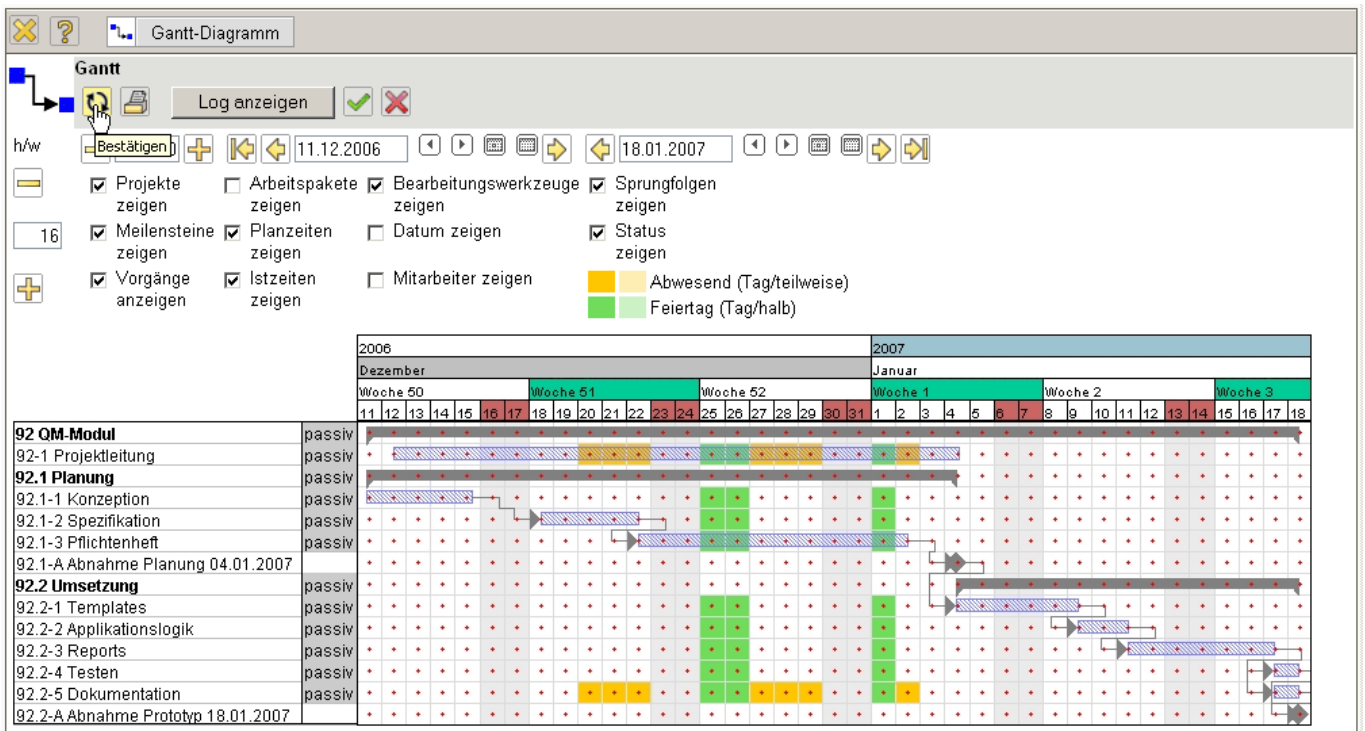 Gantt-Diagramm
Gantt
Log anzeigen
h/w
Bestätigen
11.12.2006
18.01.2007
Projekte zeigen
Arbeitspakete zeigen
Bearbeitungswerkzeuge zeigen
Sprungfolgen zeigen
16
Meilensteine zeigen
Planzeiten zeigen
Datum zeigen
Status zeigen
Vorgänge anzeigen
Istzeiten zeigen
Mitarbeiter zeigen
Abwesend (Tag/teilweise)
Feiertag (Tag/halb)
2006 2007
Dezember Januar
Woche 50 Woche 51 Woche 52 Woche 1 Woche 2 Woche 3
11 12 13 14 15 16 17 18 19 20 21 22 23 24 25 26 27 28 29 30 31 1 2 3 4 5 6 7 8 9 10 11 12 13 14 15 16 17 18
92 QM-Modul passiv
92-1 Projektleitung passiv
92.1 Planung passiv
92.1-1 Konzeption passiv
92.1-2 Spezifikation passiv
92.1-3 Pflichtenheft passiv
92.1-A Abnahme Planung 04.01.2007
92.2 Umsetzung passiv
92.2-1 Templates passiv
92.2-2 Applikationslogik passiv
92.2-3 Reports passiv
92.2-4 Testen passiv
92.2-5 Dokumentation passiv
92.2-A Abnahme Prototyp 18.01.2007